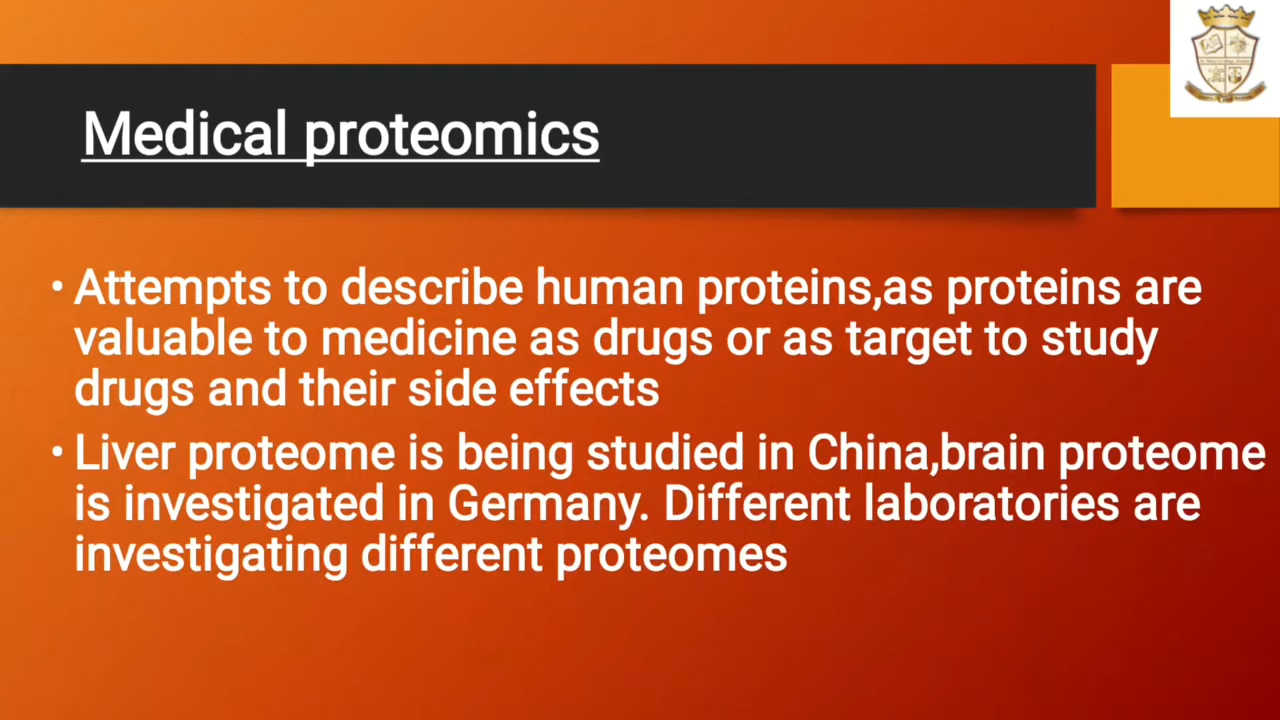 Medical proteomics
• Attempts to describe human proteins,as proteins are
valuable to medicine as drugs or as target to study
drugs and their side effects
• Liver proteome is being studied in China,brain proteome
is investigated in Germany. Different laboratories are
investigating different proteomes